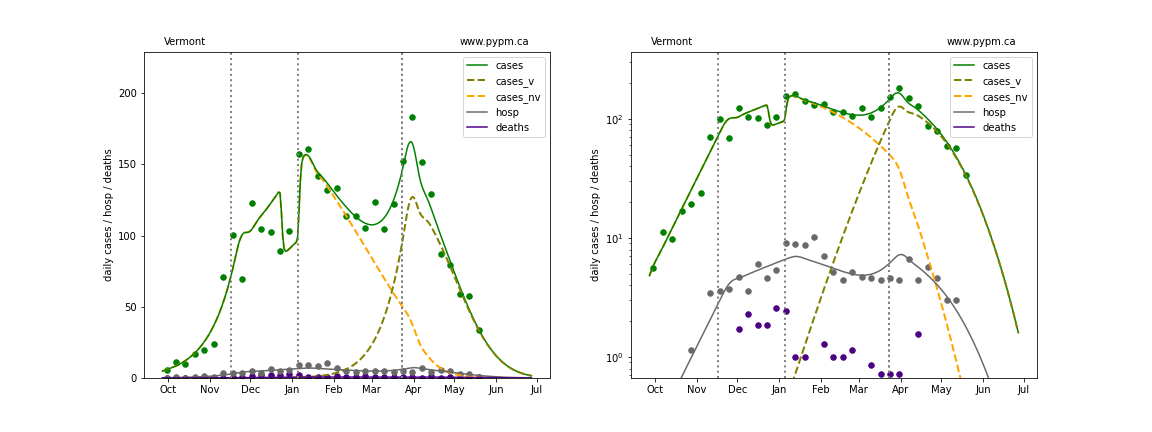 Vermont www.pypm.ca
daily cases / hosp / deaths
200
150
100
50
0
cases
cases_v
cases_nv
hosp
deaths
Oct Nov Dec Jan Feb Mar Apr May Jun Jul
Vermont www.pypm.ca
daily cases / hosp / deaths
10²
10¹
10⁰
cases
cases_v
cases_nv
hosp
deaths
Oct Nov Dec Jan Feb Mar Apr May Jun Jul